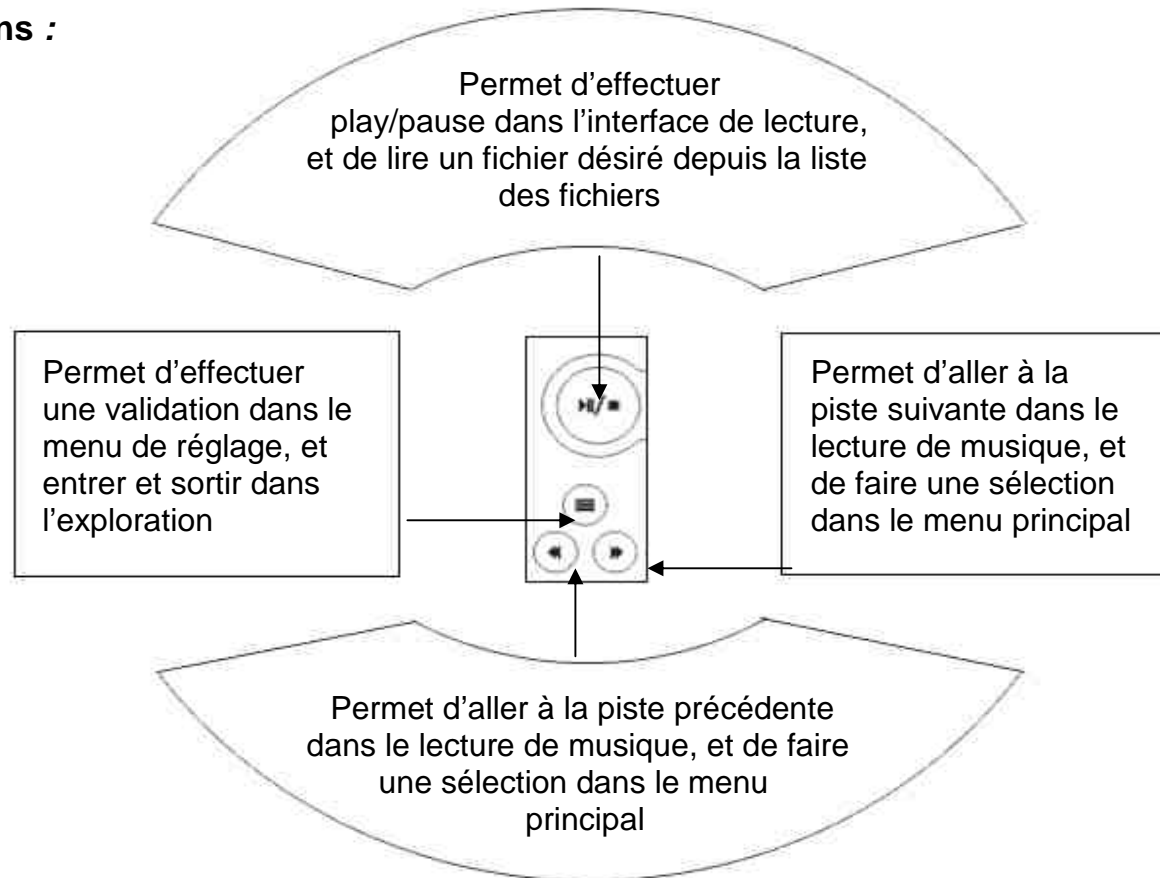 ns :
Permet d'effectuer
play/pause dans l'interface de lecture,
et de lire un fichier désiré depuis la liste
des fichiers
Permet d'effectuer
une validation dans le
menu de réglage, et
entrer et sortir dans
l'exploration
Permet d'aller à la
piste suivante dans le
lecture de musique, et
de faire une sélection
dans le menu principal
Permet d'aller à la piste précédente
dans le lecture de musique, et de faire
une sélection dans le menu
principal